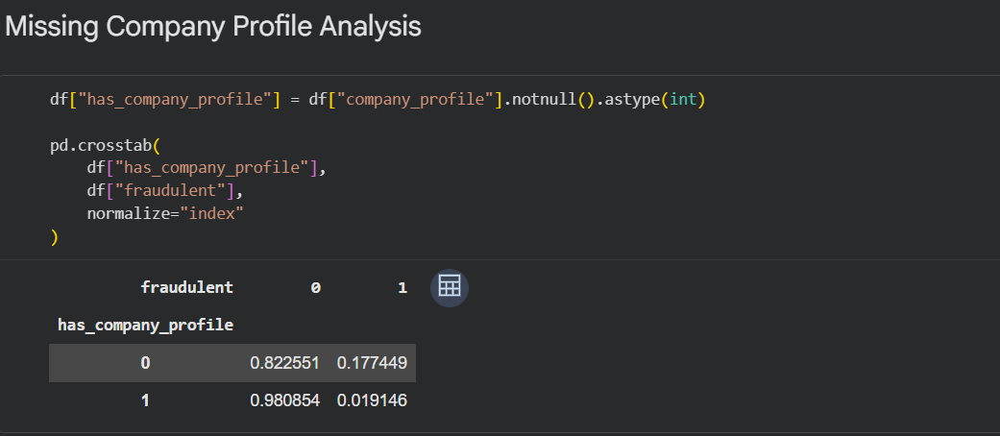 Missing Company Profile Analysis
df["has_company_profile"] = df["company_profile"].notnull().astype(int)
pd.crosstab(
    df["has_company_profile"],
    df["fraudulent"],
    normalize="index"
)
fraudulent 0 1
has_company_profile
0 0.822551 0.177449
1 0.980854 0.019146